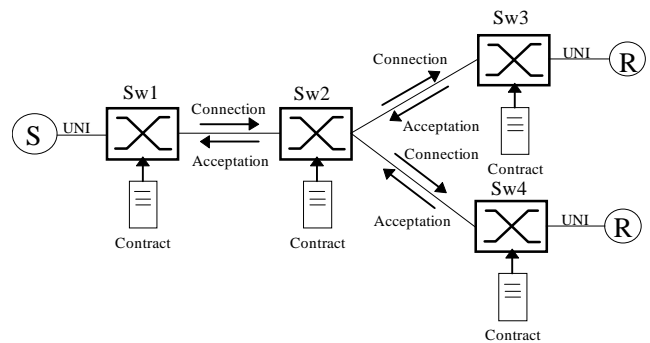 Sw3
Connection
UNI
R
Sw1
Connection
Sw2
Acceptation
S
UNI
Acceptation
Connection
Contract
Sw4
Acceptation
UNI
R
Contract
Contract
Contract